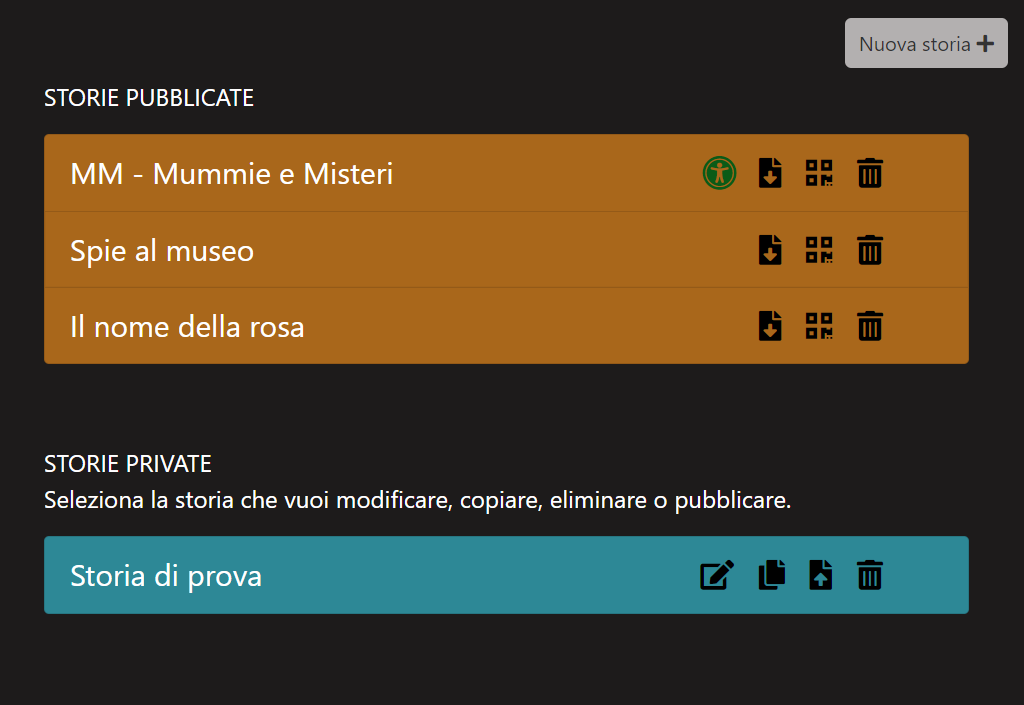 Nuova storia
STORIE PUBBLICATE
MM - Mummie e Misteri
Spie al museo
Il nome della rosa
STORIE PRIVATE
Seleziona la storia che vuoi modificare, copiare, eliminare o pubblicare.
Storia di prova